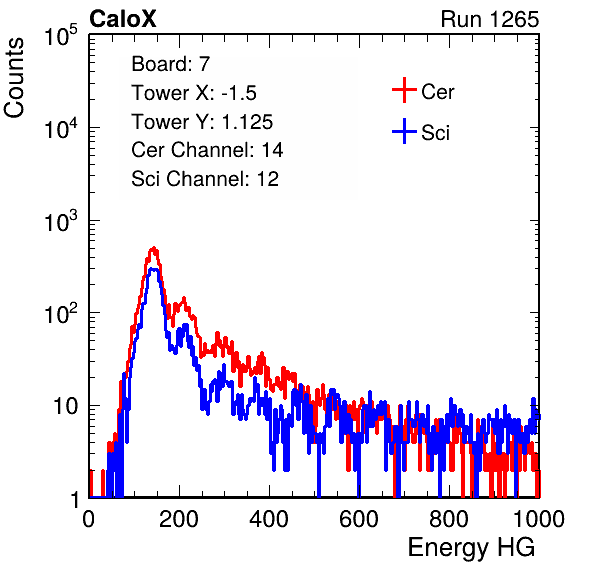 CaloX Run 1265
10^5
Counts
Board: 7
Tower X: -1.5
Tower Y: 1.125
Cer Channel: 14
Sci Channel: 12
Cer
Sci
10^4
10^3
10^2
10
1
0 200 400 600 800 1000
Energy HG